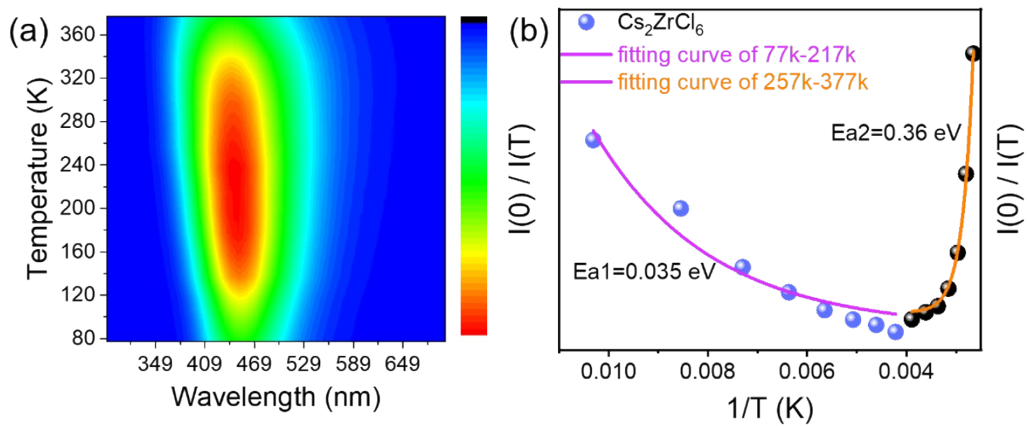 (a)
360
320
280
240
200
160
120
80
Temperature (K)
349 409 469 529 589 649
Wavelength (nm)
(b)
Cs₂ZrCl₆
fitting curve of 77k-217k
fitting curve of 257k-377k
Ea2=0.36 eV
Ea1=0.035 eV
I(0) / I(T)
I(0) / I(T)
0.010 0.008 0.006 0.004
1/T (K)